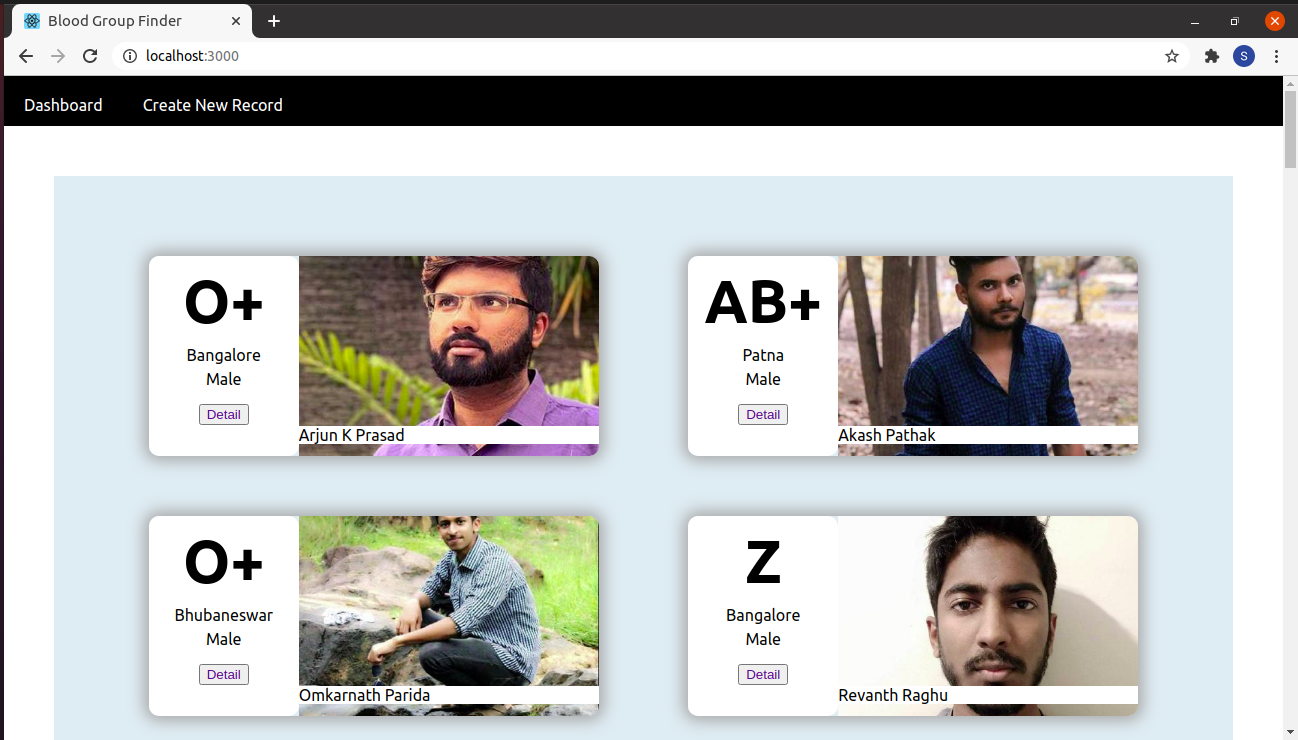 Blood Group Finder
localhost:3000
S
Dashboard Create New Record
O+
Bangalore
Male
Detail
Arjun K Prasad
AB+
Patna
Male
Detail
Akash Pathak
O+
Bhubaneswar
Male
Detail
Omkarnath Parida
Z
Bangalore
Male
Detail
Revanth Raghu